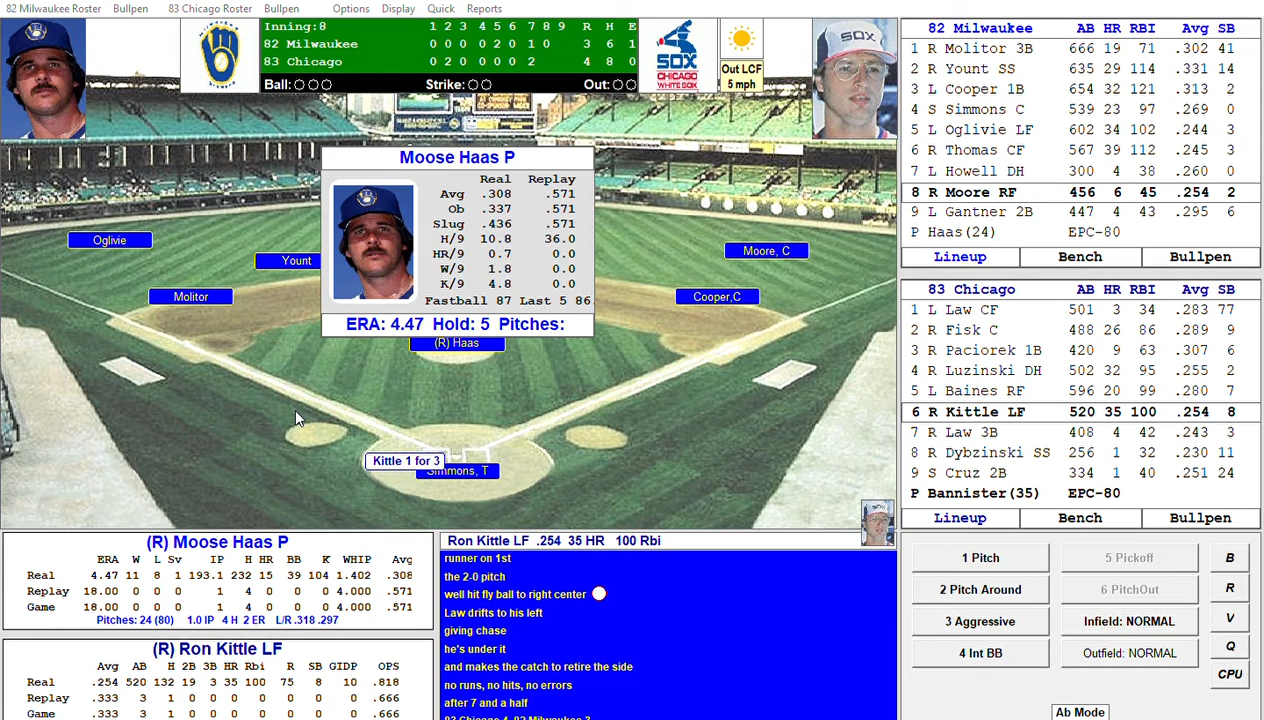 82 Milwaukee Roster Bullpen 83 Chicago Roster Bullpen Options Display Quick Reports
Inning:8 1 2 3 4 5 6 7 8 9 R H E
82 Milwaukee 0 0 0 0 2 0 1 0 3 6 1
83 Chicago 0 0 0 0 0 0 2 4 8 0
Ball: Strike: Out:
SOX
CHICAGO
WHITE SOX
Out LCF
5 mph
SOX
Moose Haas P
Real Replay
Avg .308 .571
Ob .337 .571
Slug .436 .571
H/9 10.8 36.0
HR/9 0.7 0.0
W/9 1.8 0.0
K/9 4.8 0.0
Fastball 87 Last 5 86
ERA: 4.47 Hold: 5 Pitches:
Oglivie
Yount
Moore, C
Molitor
Cooper,C
(R) Haas
Kittle 1 for 3
Simmons, T
82 Milwaukee AB HR RBI Avg SB
1 R Molitor 3B 666 19 71 .302 41
2 R Yount SS 635 29 114 .331 14
3 L Cooper 1B 654 32 121 .313 2
4 S Simmons C 539 23 97 .269 0
5 L Oglivie LF 602 34 102 .244 3
6 R Thomas CF 567 39 112 .245 3
7 L Howell DH 300 4 38 .260 0
8 R Moore RF 456 6 45 .254 2
9 L Gantner 2B 447 4 43 .295 6
P Haas(24) EPC-80
Lineup Bench Bullpen
83 Chicago AB HR RBI Avg SB
1 L Law CF 501 3 34 .283 77
2 R Fisk C 488 26 86 .289 9
3 R Paciorek 1B 420 9 63 .307 6
4 R Luzinski DH 502 32 95 .255 2
5 L Baines RF 596 20 99 .280 7
6 R Kittle LF 520 35 100 .254 8
7 R Law 3B 408 4 42 .243 3
8 R Dybzinski SS 256 1 32 .230 11
9 S Cruz 2B 334 1 40 .251 24
P Bannister(35) EPC-80
Lineup Bench Bullpen
(R) Moose Haas P
ERA W L Sv IP H HR BB K WHIP Avg
Real 4.47 11 8 1 193.1 232 15 39 104 1.402 .308
Replay 18.00 0 0 0 1 4 0 0 0 4.000 .571
Game 18.00 0 0 0 1 4 0 0 0 4.000 .571
Pitches: 24 (80) 1.0 IP 4 H 2 ER L/R .318 .297
(R) Ron Kittle LF
Avg AB H 2B 3B HR Rbi R SB GIDP OPS
Real .254 520 132 19 3 35 100 75 8 10 .818
Replay .333 3 1 0 0 0 0 0 0 0 .666
.333 3 1 0 0 0 0 0 0 0 .666
Ron Kittle LF .254 35 HR 100 Rbi
runner on 1st
the 2-0 pitch
well hit fly ball to right center
Law drifts to his left
giving chase
he's under it
and makes the catch to retire the side
no runs, no hits, no errors
after 7 and a half
83 Chicago 4, 82 Milwaukee 3
1 Pitch 5 Pickoff B
2 Pitch Around 6 PitchOut R
3 Aggressive Infield: NORMAL V
4 Int BB Outfield: NORMAL Q
CPU
Ab Mode